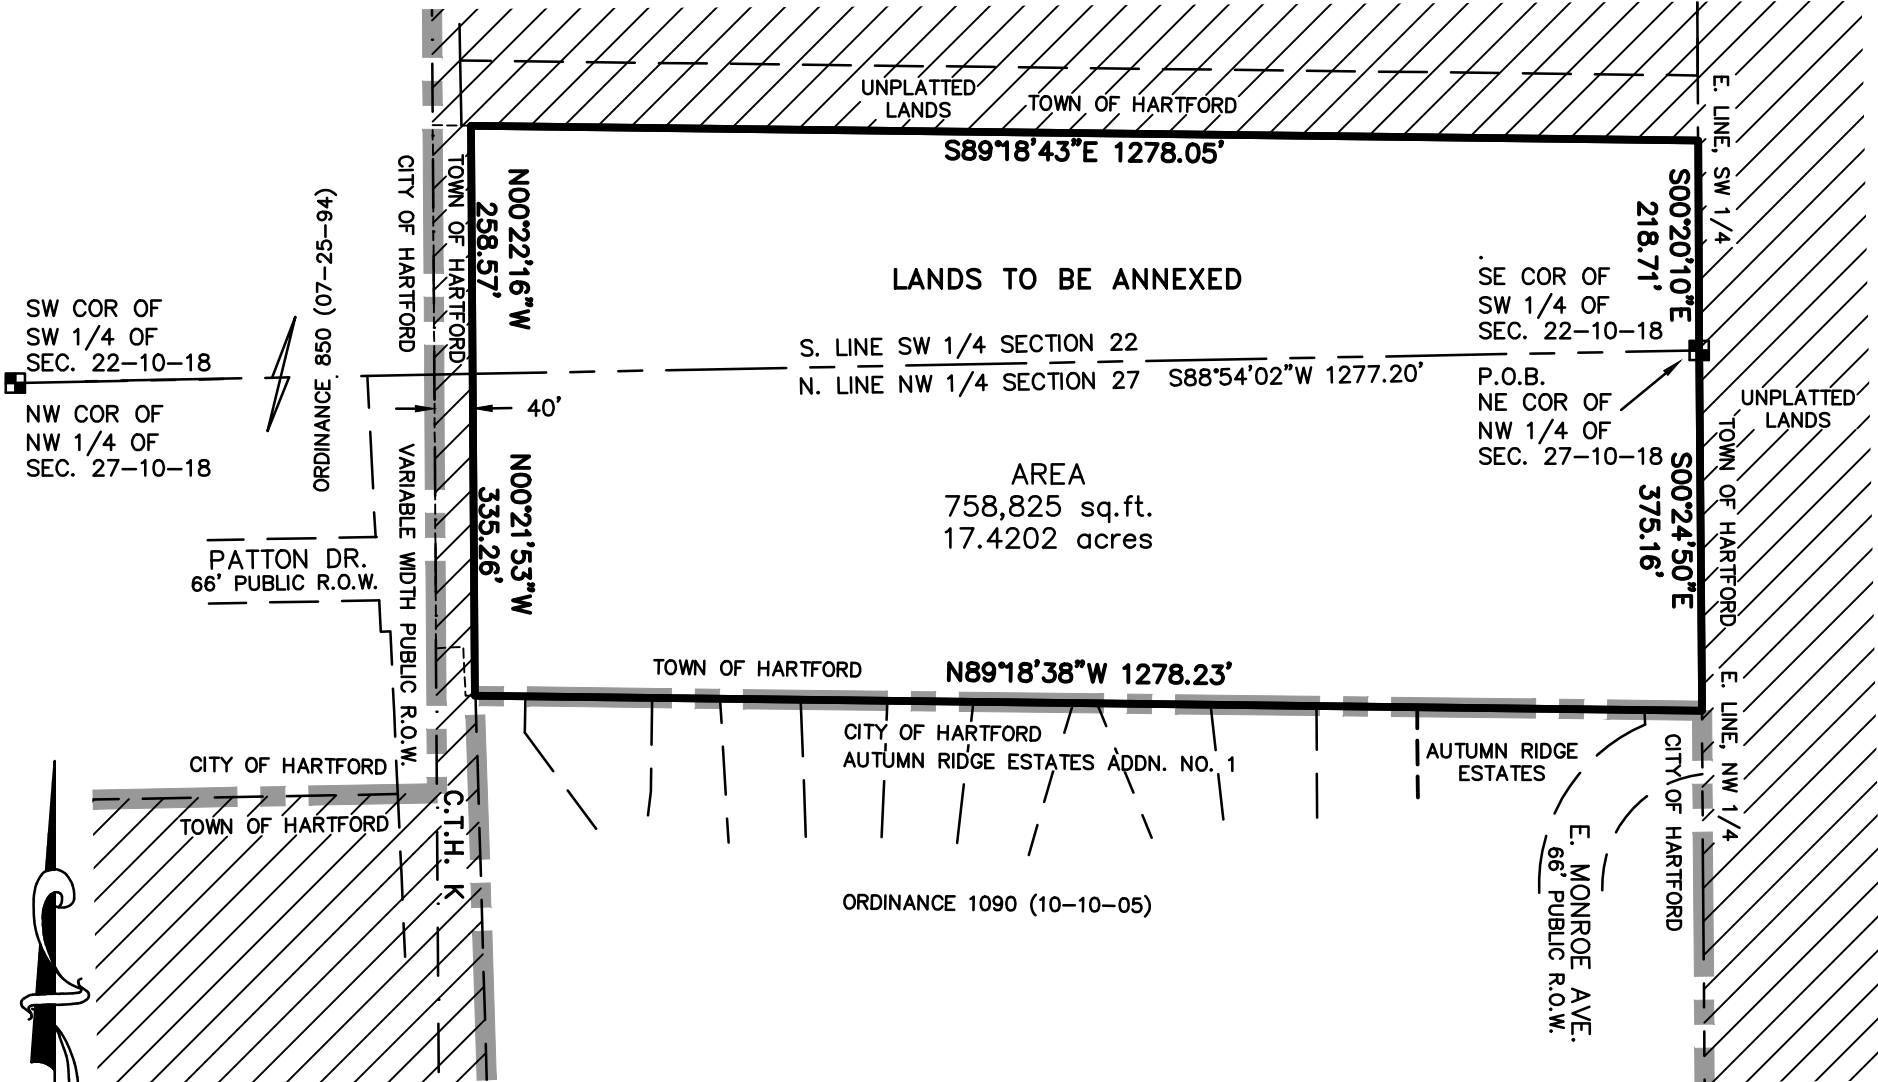 UNPLATTED
LANDS
TOWN OF HARTFORD
S89°18'43"E 1278.05'
E. LINE, SW 1/4
CITY OF HARTFORD
TOWN OF HARTFORD
N00°22'16"W
258.57'
S00°20'10"E
218.71'
ORDINANCE 850 (07-25-94)
LANDS TO BE ANNEXED
SW COR OF
SW 1/4 OF
SEC. 22-10-18
SE COR OF
SW 1/4 OF
SEC. 22-10-18
S. LINE SW 1/4 SECTION 22
N. LINE NW 1/4 SECTION 27
S88°54'02"W 1277.20'
NW COR OF
NW 1/4 OF
SEC. 27-10-18
40'
P.O.B.
NE COR OF
NW 1/4 OF
SEC. 27-10-18
UNPLATTED
LANDS
TOWN OF HARTFORD
VARIABLE WIDTH PUBLIC R.O.W.
N00°21'53"W
335.26'
AREA
758,825 sq.ft.
17.4202 acres
S00°24'50"E
375.16'
PATTON DR.
66' PUBLIC R.O.W.
TOWN OF HARTFORD
N89°18'38"W 1278.23'
E. LINE, NW 1/4
CITY OF HARTFORD
AUTUMN RIDGE ESTATES ADDN. NO. 1
AUTUMN RIDGE
ESTATES
CITY OF HARTFORD
CITY OF HARTFORD
TOWN OF HARTFORD
C.T.H. K
E. MONROE AVE.
66' PUBLIC R.O.W.
ORDINANCE 1090 (10-10-05)